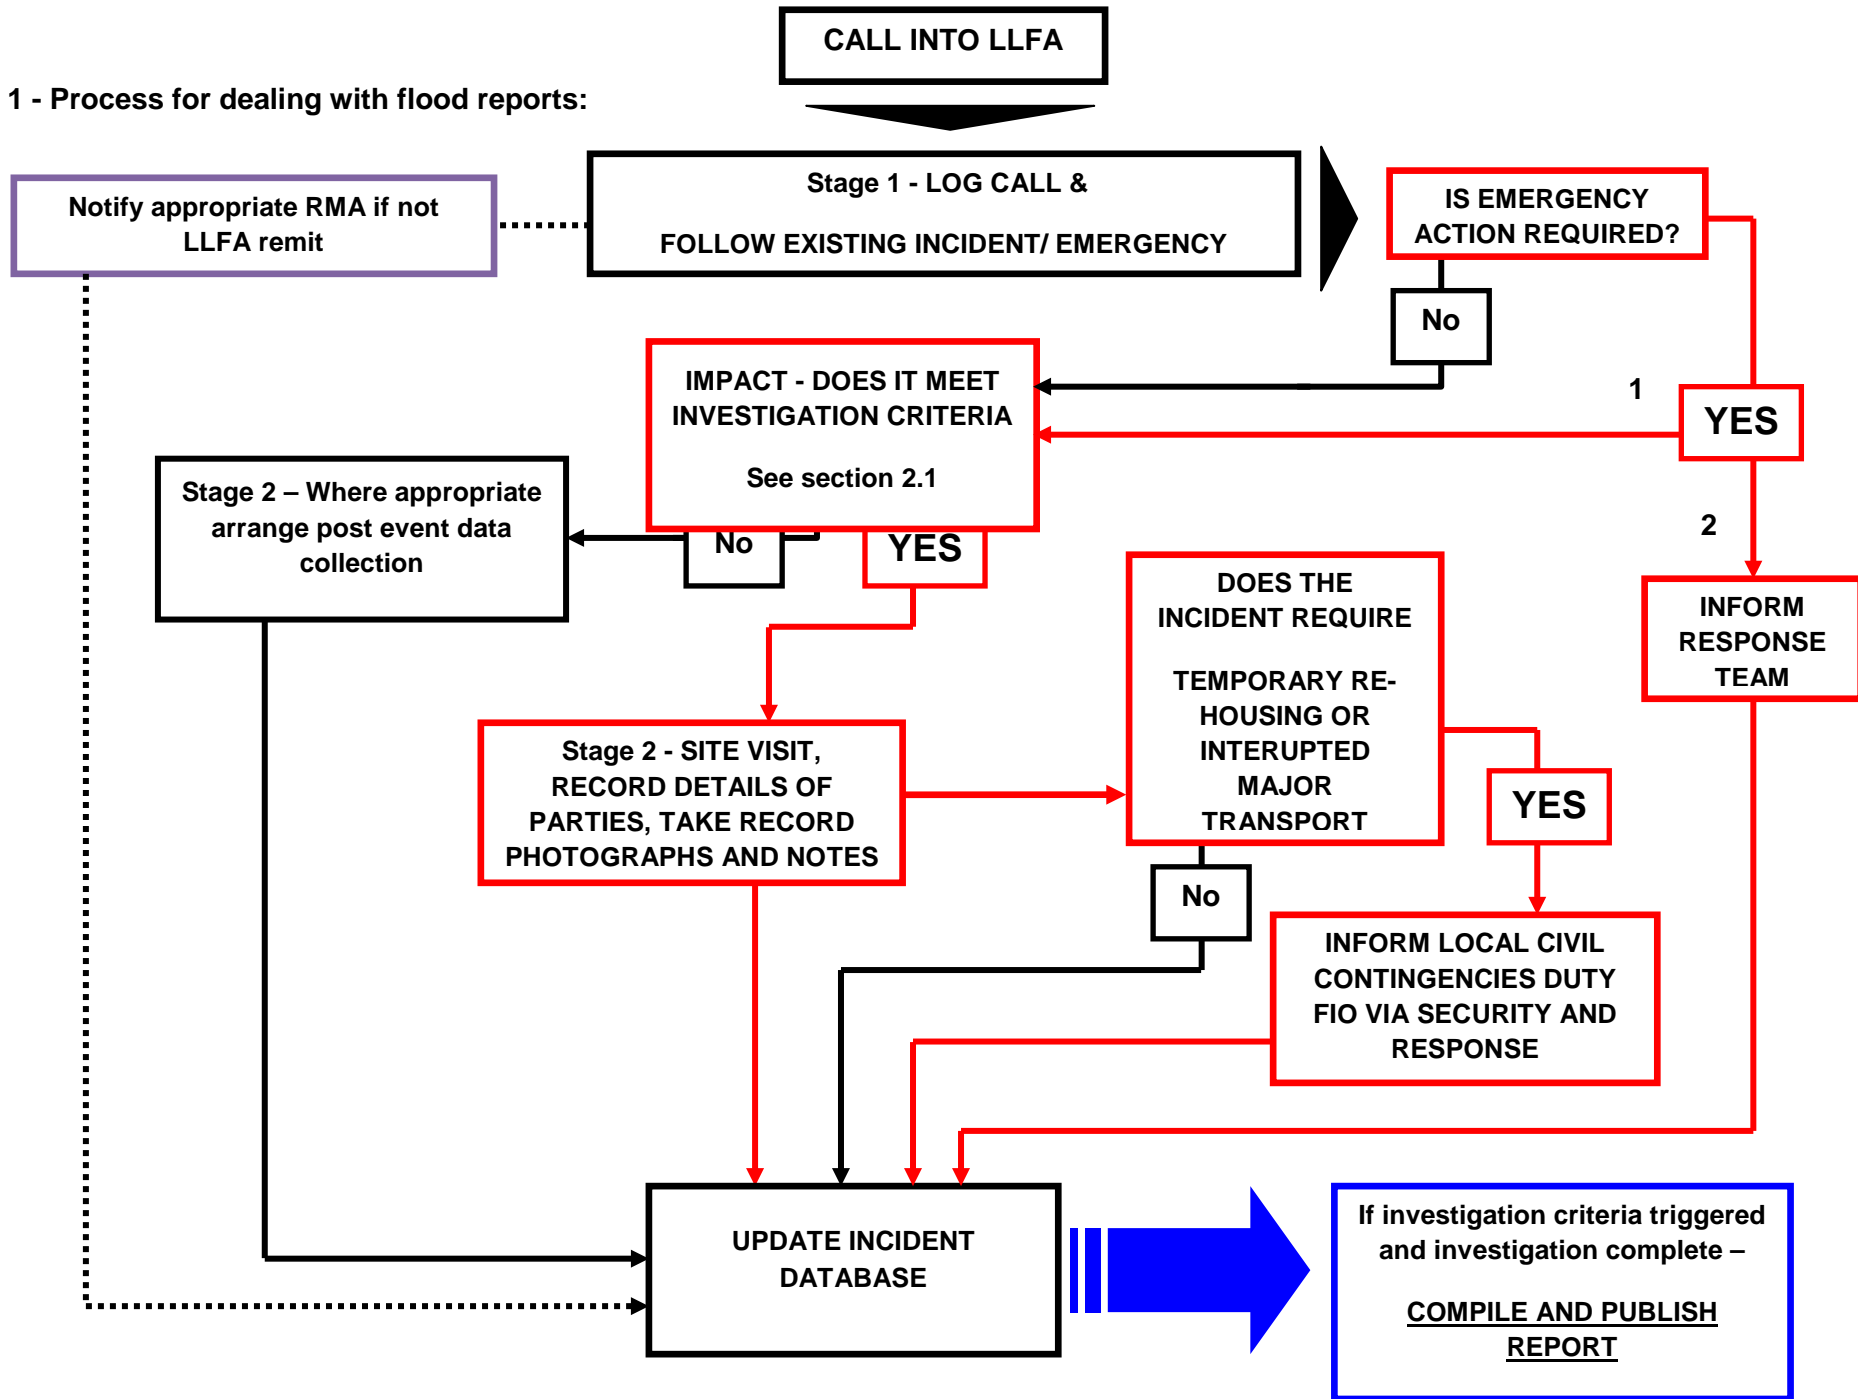 CALL INTO LLFA
1 - Process for dealing with flood reports:
Stage 1 - LOG CALL &
FOLLOW EXISTING INCIDENT/ EMERGENCY
Notify appropriate RMA if not
LLFA remit
IS EMERGENCY
ACTION REQUIRED?
No
IMPACT - DOES IT MEET
INVESTIGATION CRITERIA
See section 2.1
1
YES
Stage 2 – Where appropriate
arrange post event data
collection
No
YES
2
DOES THE
INCIDENT REQUIRE
TEMPORARY RE-
HOUSING OR
INTERUPTED
MAJOR
TRANSPORT
INFORM
RESPONSE
TEAM
Stage 2 - SITE VISIT,
RECORD DETAILS OF
PARTIES, TAKE RECORD
PHOTOGRAPHS AND NOTES
YES
No
INFORM LOCAL CIVIL
CONTINGENCIES DUTY
FIO VIA SECURITY AND
RESPONSE
UPDATE INCIDENT
DATABASE
If investigation criteria triggered
and investigation complete –
COMPILE AND PUBLISH
REPORT